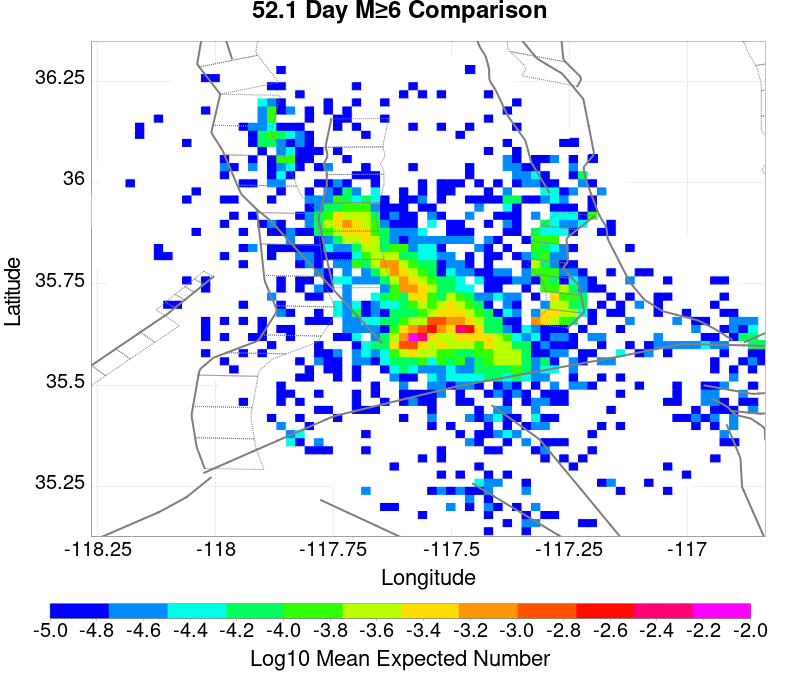 52.1 Day M≥6 Comparison
36.25
36
35.75
35.5
35.25
Latitude
-118.25 -118 -117.75 -117.5 -117.25 -117
Longitude
-5.0 -4.8 -4.6 -4.4 -4.2 -4.0 -3.8 -3.6 -3.4 -3.2 -3.0 -2.8 -2.6 -2.4 -2.2 -2.0
Log10 Mean Expected Number